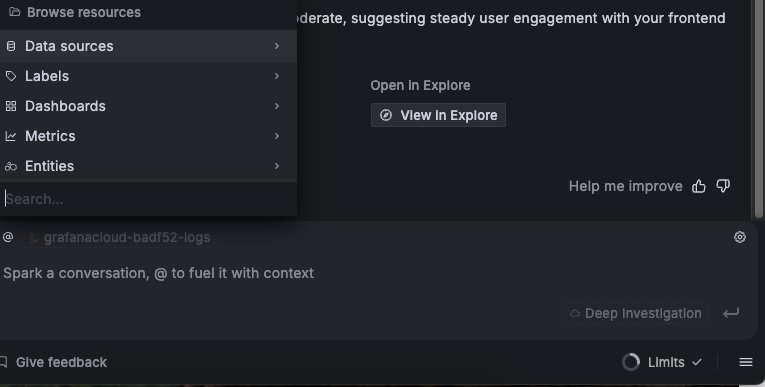 Browse resources
oderate, suggesting steady user engagement with your frontend
Data sources
Labels
Dashboards
Metrics
Entities
Search...
Open in Explore
View in Explore
Help me improve
@ grafanacloud-badf52-logs
Spark a conversation, @ to fuel it with context
Deep investigation
Give feedback
Limits